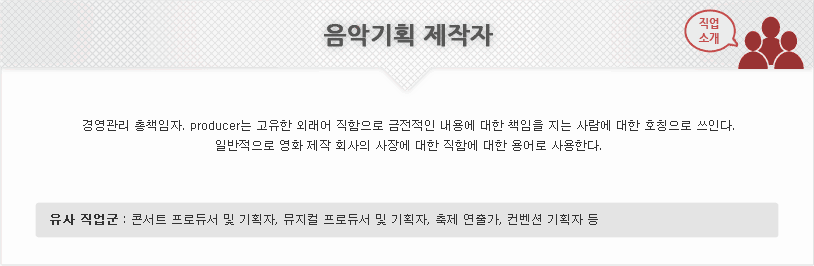 음악기획 제작자
직업
소개
경영관리 총책임자. producer는 고유한 외래어 직함으로 금전적인 내용에 대한 책임을 지는 사람에 대한 호칭으로 쓰인다.
일반적으로 영화 제작 회사의 사장에 대한 직함에 대한 용어로 사용한다.
유사 직업군 : 콘서트 프로듀서 및 기획자, 뮤지컬 프로듀서 및 기획자, 축제 연출가, 컨벤션 기획자 등